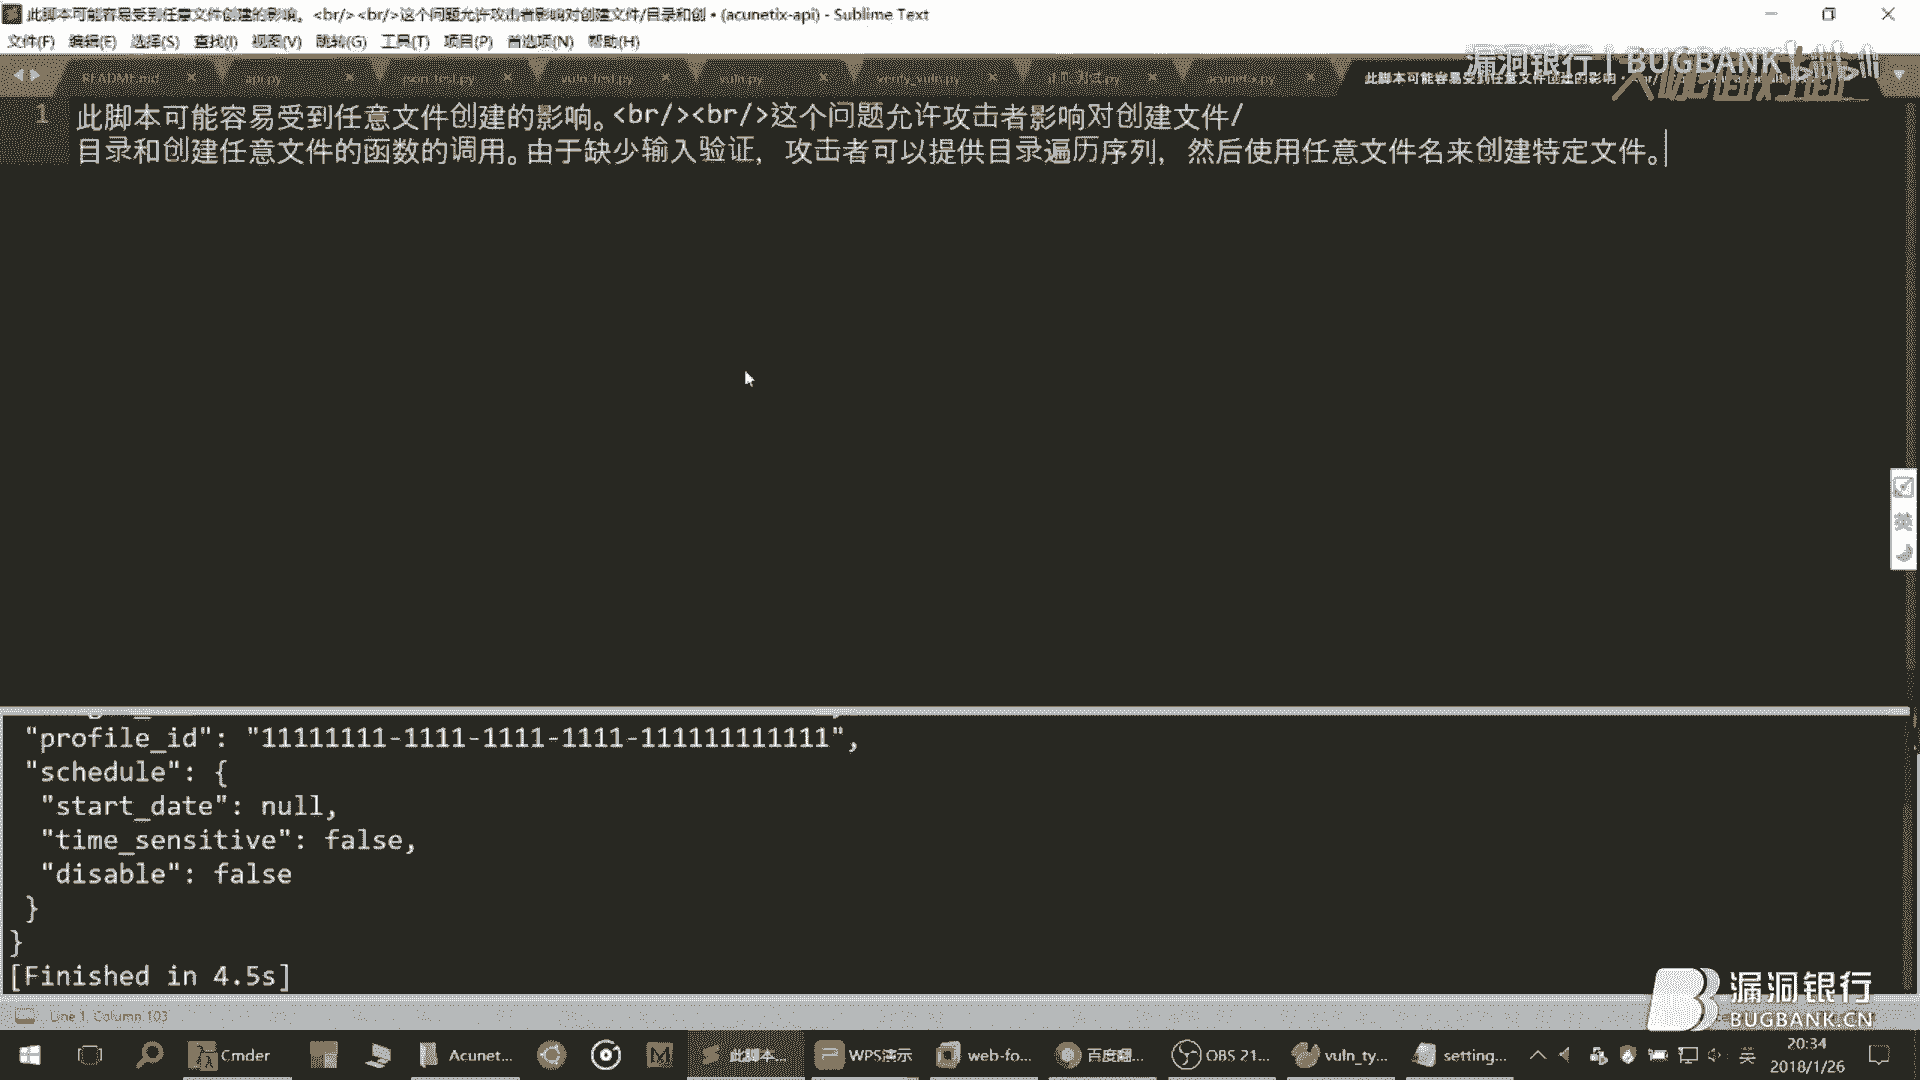 此脚本可能容易受到任意文件创建的影响。<br/><br/>这个问题允许攻击者影响对创建文件/目录和创 • (acunetix-api) - Sublime Text
文件(F) 编辑(E) 选择(S) 查找(I) 视图(V) 跳转(G) 工具(T) 项目(P) 首选项(N) 帮助(H)
漏洞银行 | BUGBANK
README.md api.py json_test.py vuln_test.py vuln.py verify_vuln.py acunetix.py 此脚本可能容易受到任意文件创建的影响
1 此脚本可能容易受到任意文件创建的影响。<br/><br/>这个问题允许攻击者影响对创建文件/
目录和创建任意文件的函数的调用。由于缺少输入验证，攻击者可以提供目录遍历序列，然后使用任意文件名来创建特定文件。
英
"profile_id": "11111111-1111-1111-1111-111111111111",
"schedule": {
"start_date": null,
"time_sensitive": false,
"disable": false
}
}
[Finished in 4.5s]
漏洞银行
BUGBANK.CN
Line 1, Column 103
Cmder Acunet... 此脚本... WPS演示 web-fo... 百度翻... OBS 21... vuln_ty... setting... 英 20:34
2018/1/26